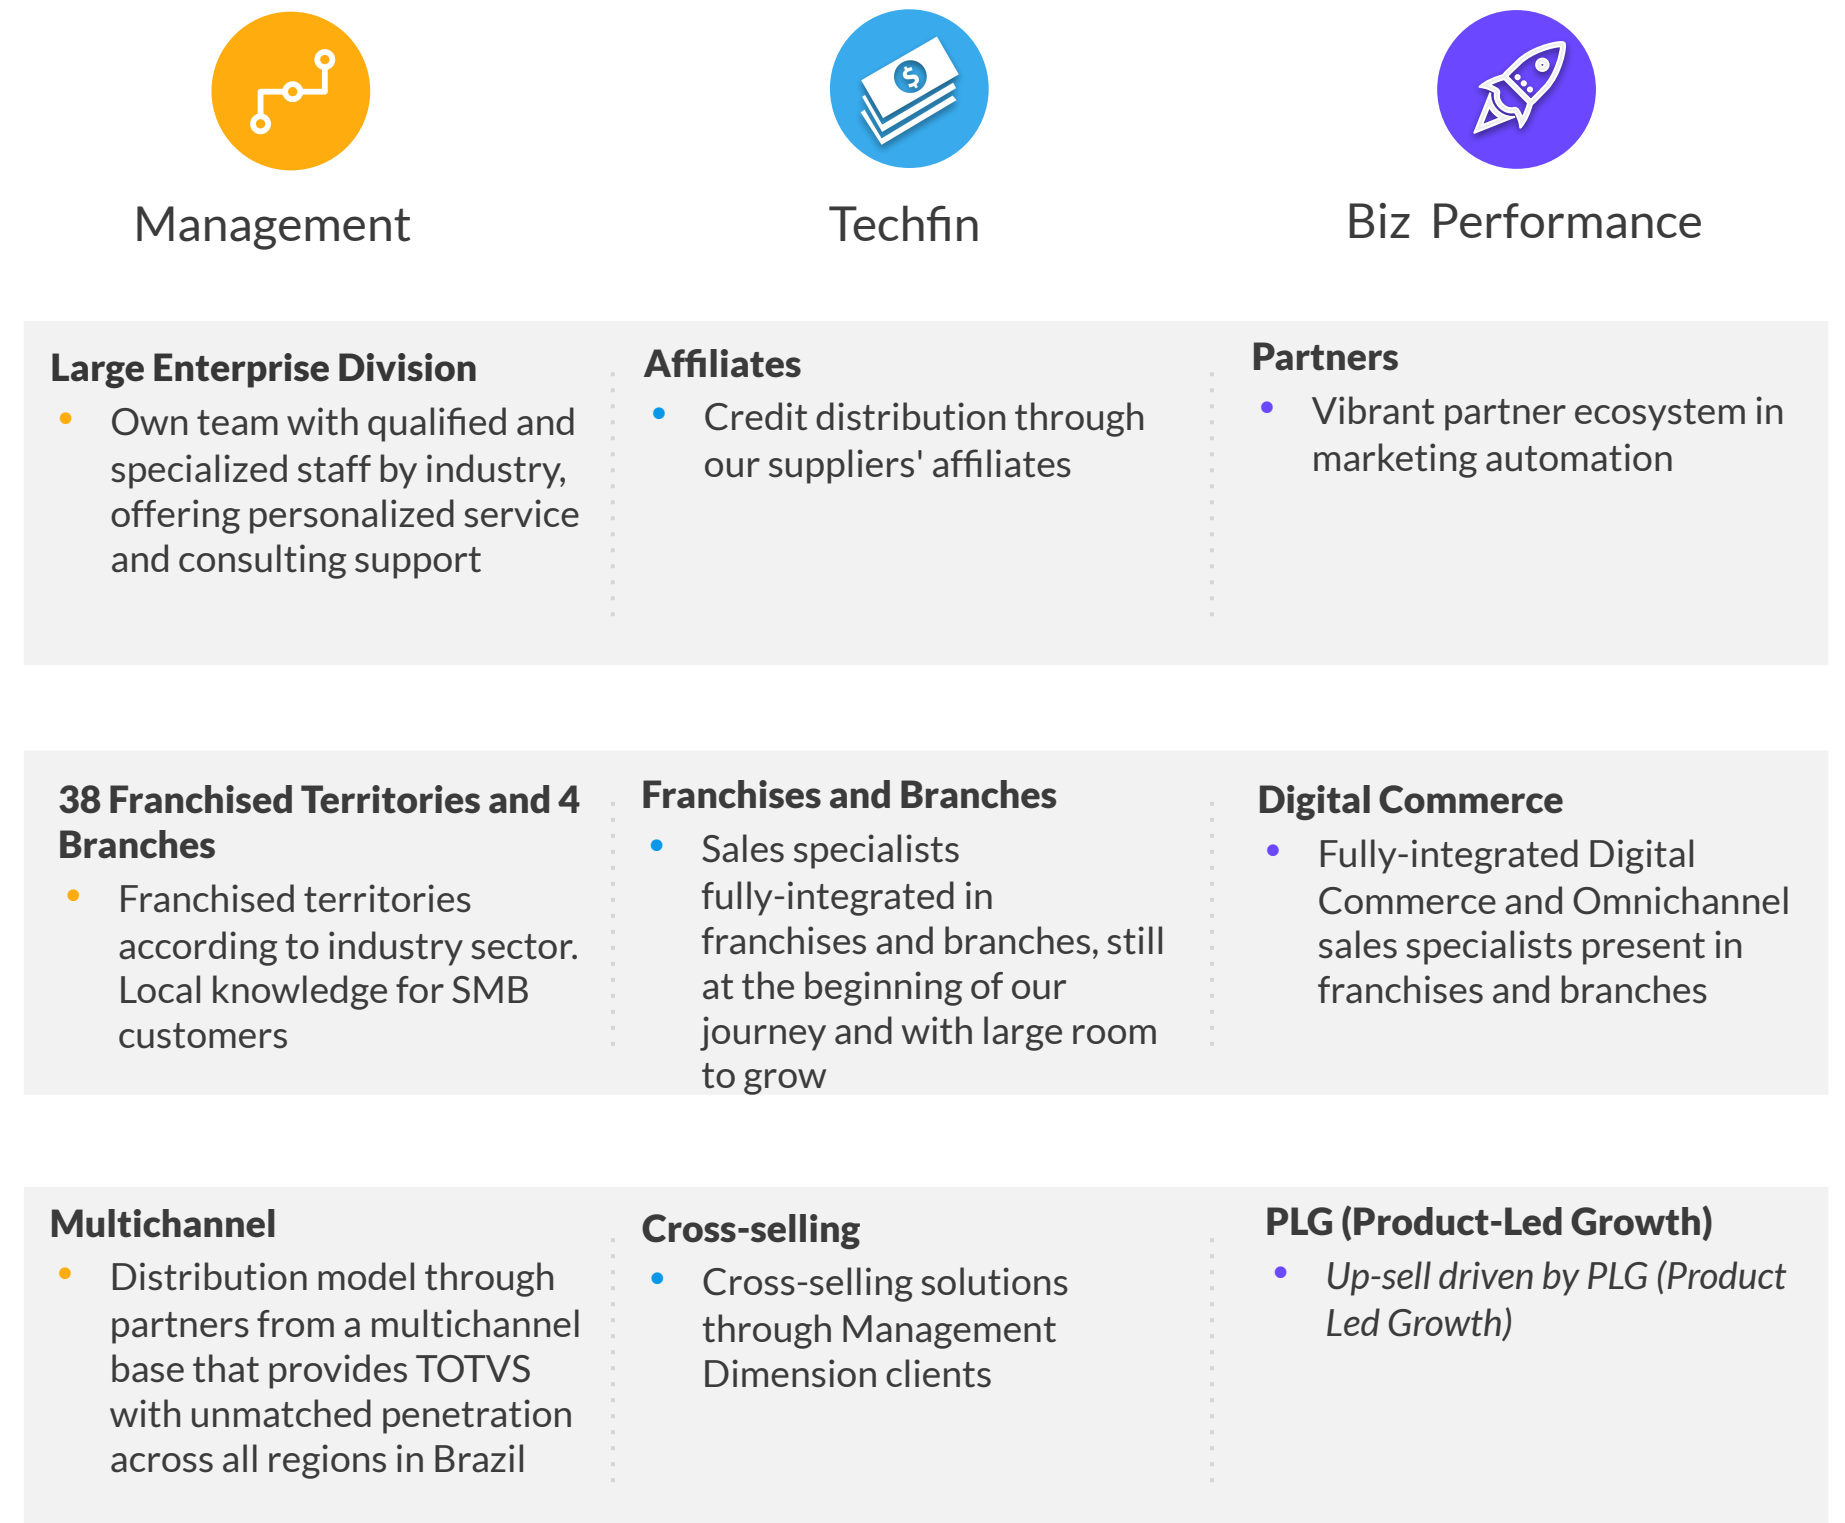 Management
Techfin
Biz Performance
Large Enterprise Division
• Own team with qualified and
specialized staff by industry,
offering personalized service
and consulting support
Affiliates
• Credit distribution through
our suppliers' affiliates
Partners
• Vibrant partner ecosystem in
marketing automation
38 Franchised Territories and 4
Branches
• Franchised territories
according to industry sector.
Local knowledge for SMB
customers
Franchises and Branches
• Sales specialists
fully-integrated in
franchises and branches, still
at the beginning of our
journey and with large room
to grow
Digital Commerce
• Fully-integrated Digital
Commerce and Omnichannel
sales specialists present in
franchises and branches
Multichannel
• Distribution model through
partners from a multichannel
base that provides TOTVS
with unmatched penetration
across all regions in Brazil
Cross-selling
• Cross-selling solutions
through Management
Dimension clients
PLG (Product-Led Growth)
• Up-sell driven by PLG (Product
Led Growth)